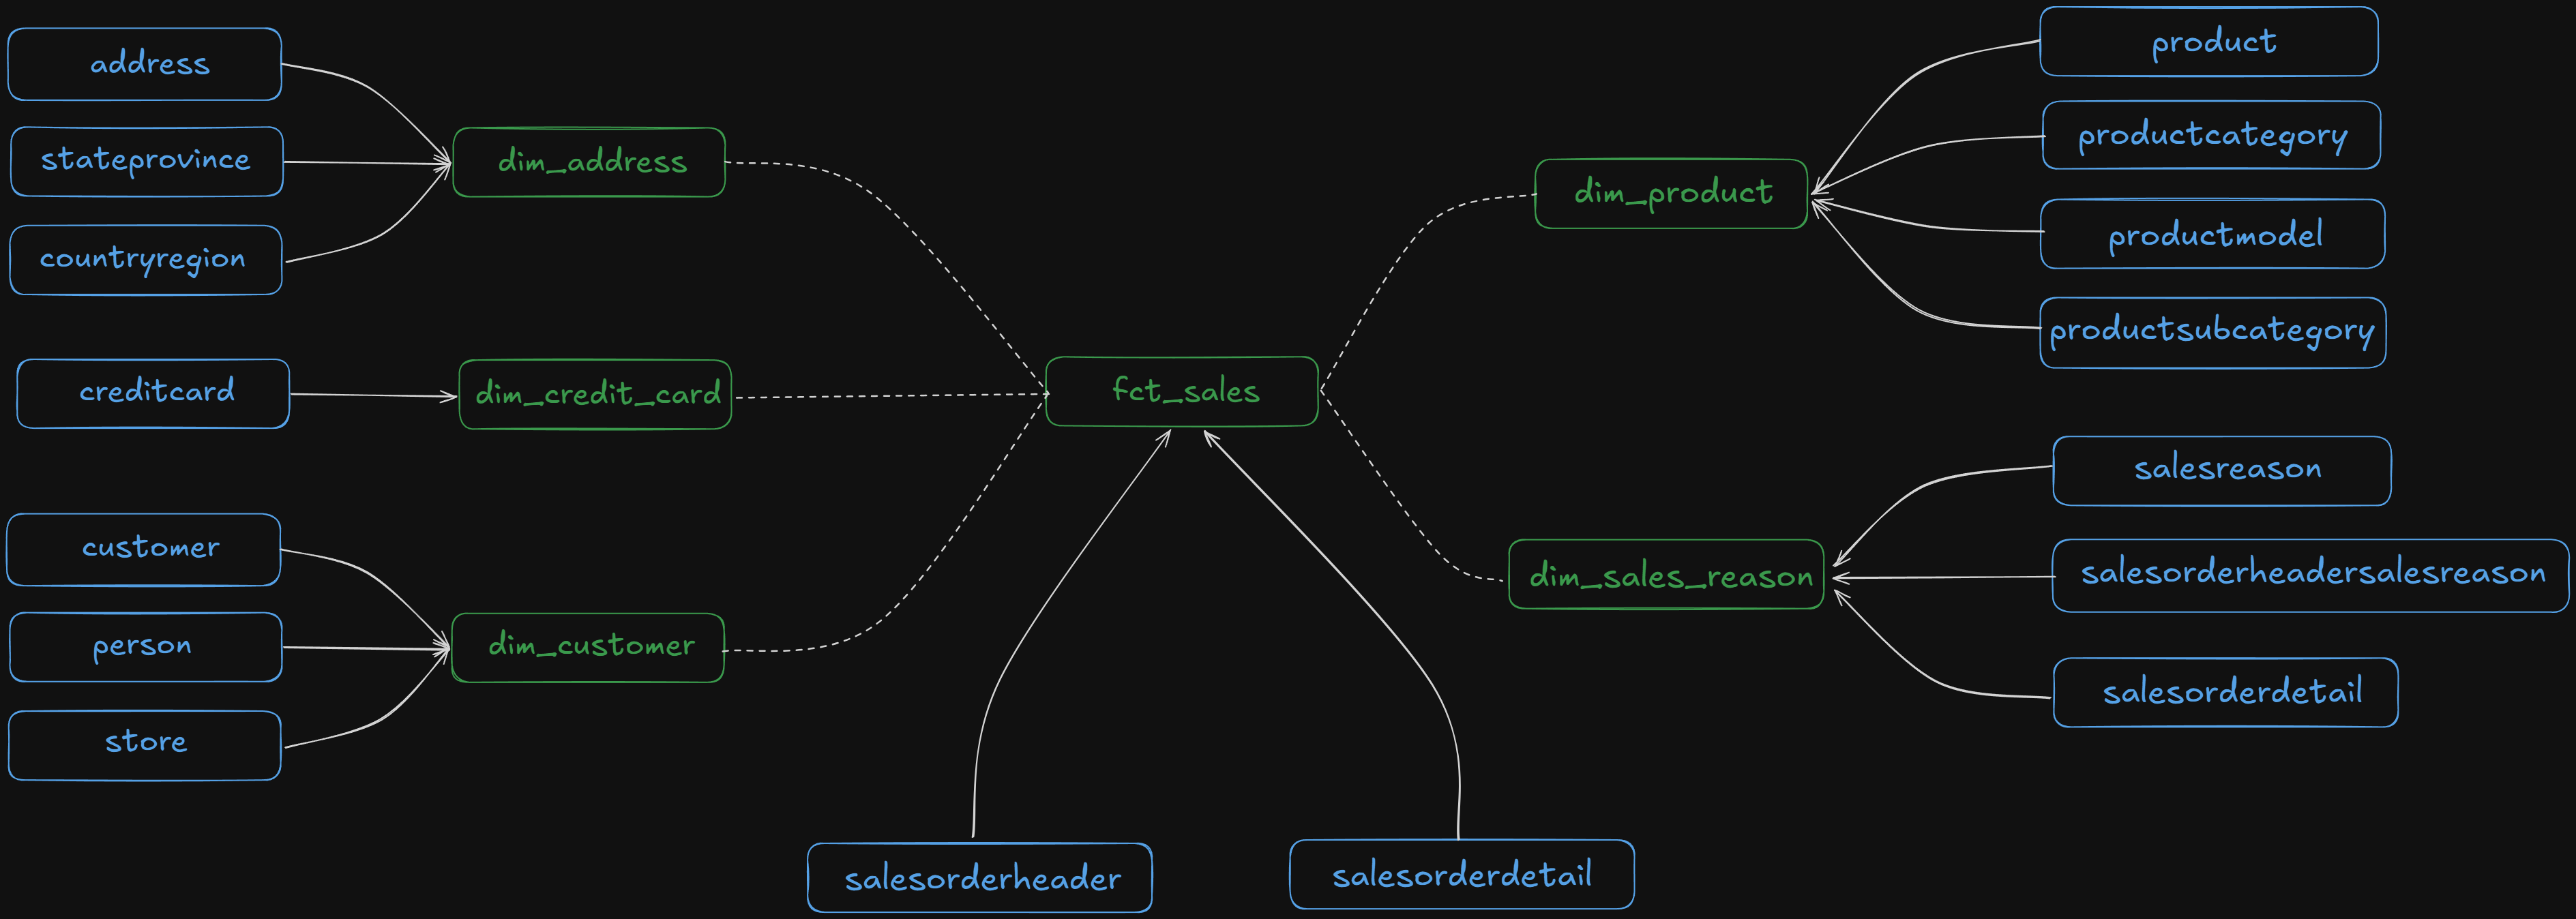 address
stateprovince
countryregion
creditcard
customer
person
store
dim_address
dim_credit_card
dim_customer
fct_sales
salesorderheader
salesorderdetail
dim_product
dim_sales_reason
product
productcategory
productmodel
productsubcategory
salesreason
salesorderheadersalesreason
salesorderdetail